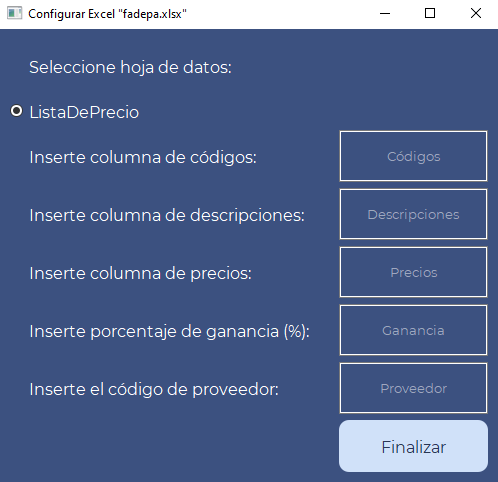 Configurar Excel "fadepa.xlsx"
Seleccione hoja de datos:
ListaDePrecio
Inserte columna de códigos:
Códigos
Inserte columna de descripciones:
Descripciones
Inserte columna de precios:
Precios
Inserte porcentaje de ganancia (%):
Ganancia
Inserte el código de proveedor:
Proveedor
Finalizar